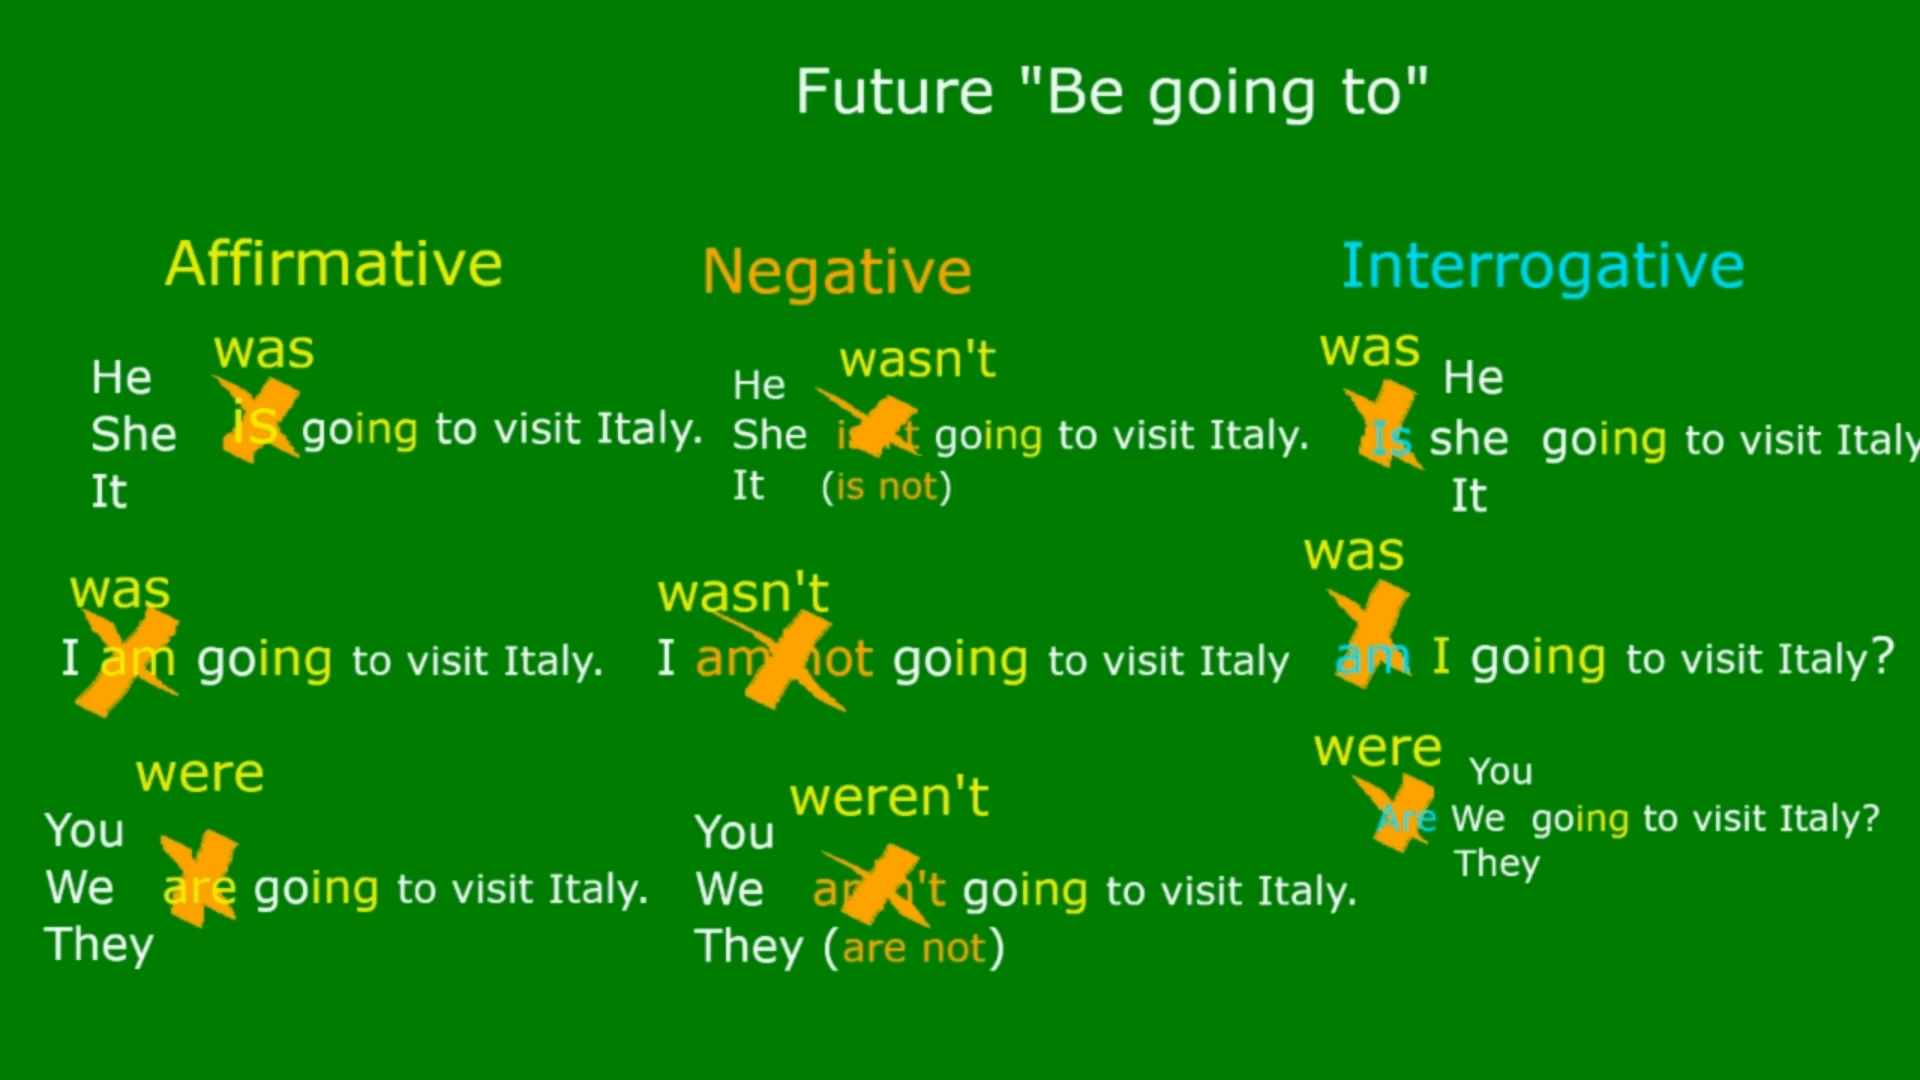 Future "Be going to"
Affirmative
Negative
Interrogative
was
He
She is going to visit Italy.
It
wasn't
He
She going to visit Italy.
It (is not)
was
He
Is she going to visit Italy
It
was
I am going to visit Italy.
wasn't
I am not going to visit Italy
was
am I going to visit Italy?
were
You
We are going to visit Italy.
They
weren't
You
We aren't going to visit Italy.
They (are not)
were
You
Are We going to visit Italy?
They